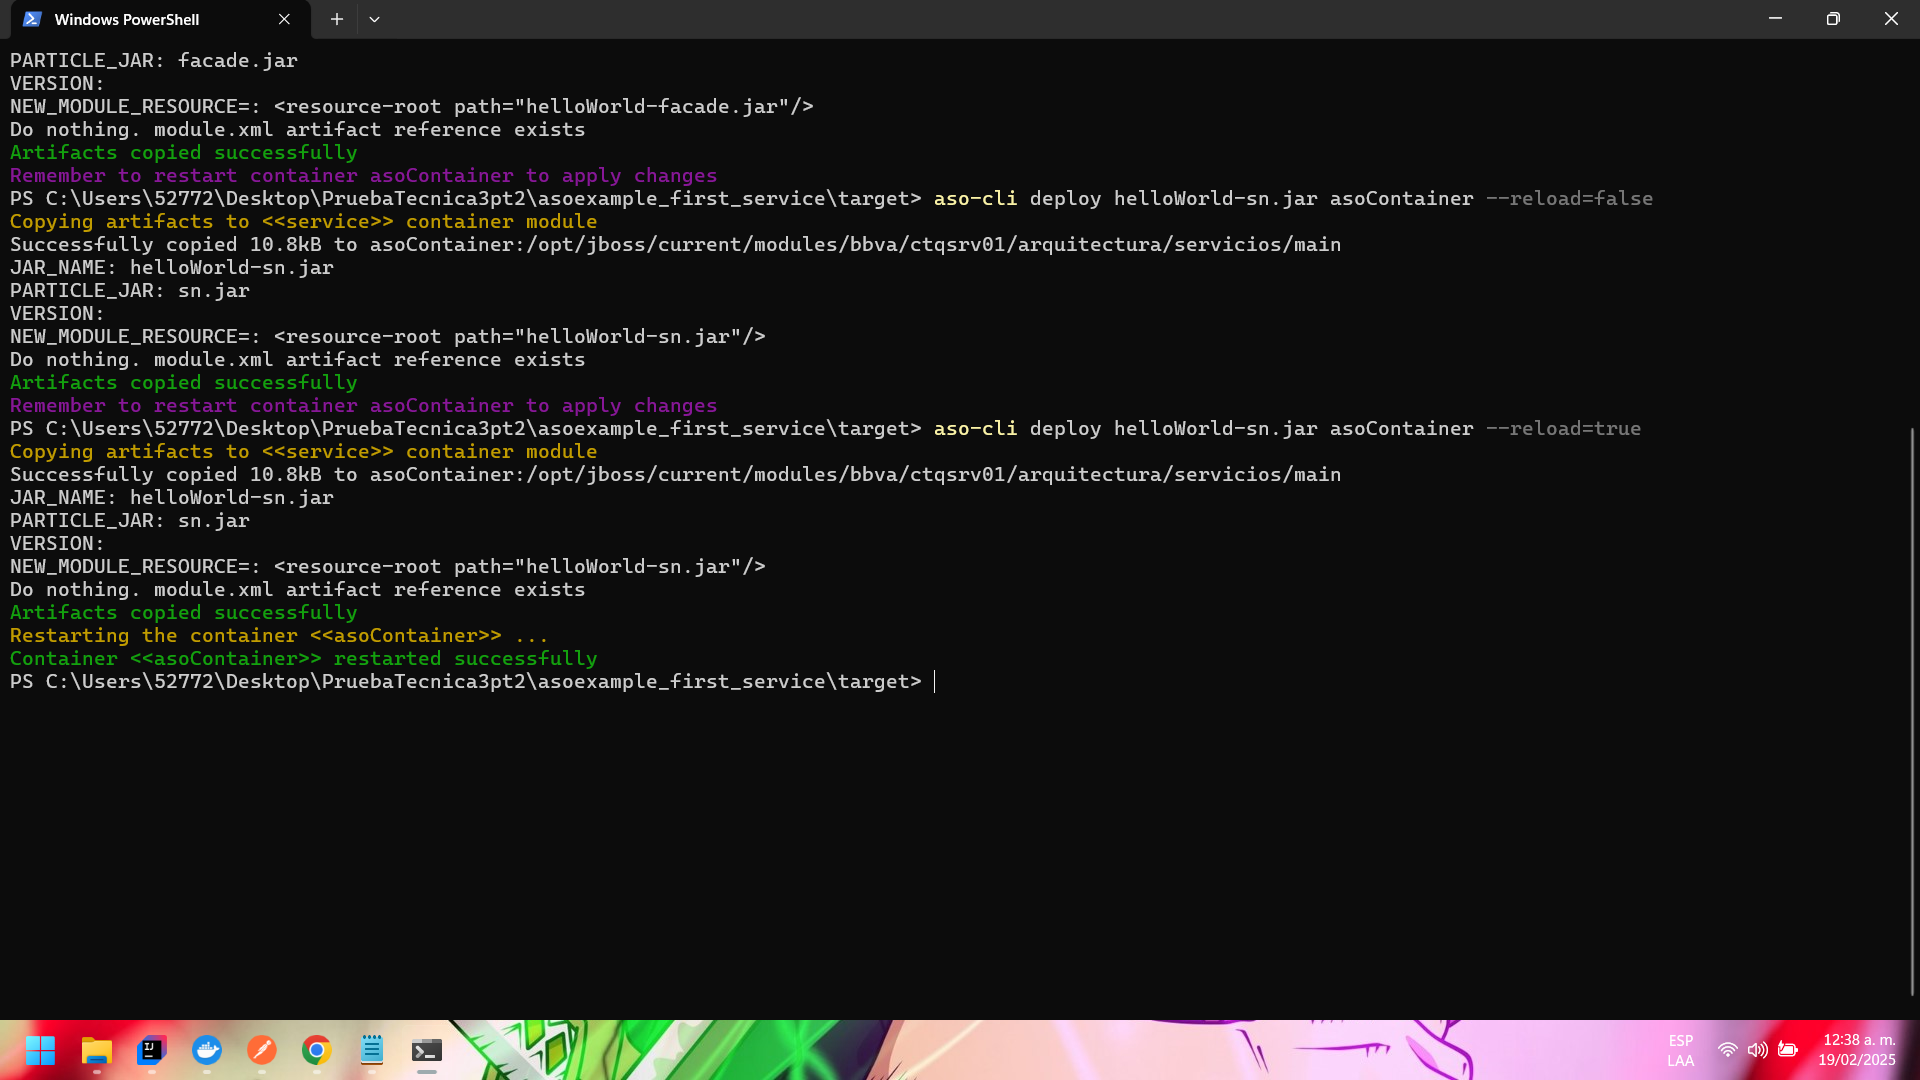 Windows PowerShell
PARTICLE_JAR: facade.jar
VERSION:
NEW_MODULE_RESOURCE=: <resource-root path="helloWorld-facade.jar"/>
Do nothing. module.xml artifact reference exists
Artifacts copied successfully
Remember to restart container asoContainer to apply changes
PS C:\Users\52772\Desktop\PruebaTecnica3pt2\asoexample_first_service\target> aso-cli deploy helloWorld-sn.jar asoContainer --reload=false
Copying artifacts to <<service>> container module
Successfully copied 10.8kB to asoContainer:/opt/jboss/current/modules/bbva/ctqsrv01/arquitectura/servicios/main
JAR_NAME: helloWorld-sn.jar
PARTICLE_JAR: sn.jar
VERSION:
NEW_MODULE_RESOURCE=: <resource-root path="helloWorld-sn.jar"/>
Do nothing. module.xml artifact reference exists
Artifacts copied successfully
Remember to restart container asoContainer to apply changes
PS C:\Users\52772\Desktop\PruebaTecnica3pt2\asoexample_first_service\target> aso-cli deploy helloWorld-sn.jar asoContainer --reload=true
Copying artifacts to <<service>> container module
Successfully copied 10.8kB to asoContainer:/opt/jboss/current/modules/bbva/ctqsrv01/arquitectura/servicios/main
JAR_NAME: helloWorld-sn.jar
PARTICLE_JAR: sn.jar
VERSION:
NEW_MODULE_RESOURCE=: <resource-root path="helloWorld-sn.jar"/>
Do nothing. module.xml artifact reference exists
Artifacts copied successfully
Restarting the container <<asoContainer>> ...
Container <<asoContainer>> restarted successfully
PS C:\Users\52772\Desktop\PruebaTecnica3pt2\asoexample_first_service\target>
IJ
ESP
LAA
12:38 a. m.
19/02/2025